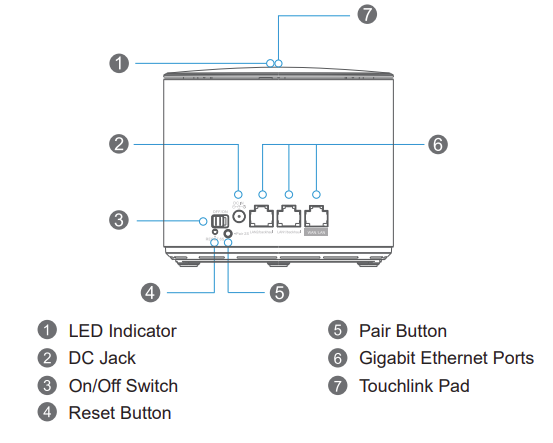 7
1
2
6
3
4
5
1 LED Indicator
2 DC Jack
3 On/Off Switch
4 Reset Button
5 Pair Button
6 Gigabit Ethernet Ports
7 Touchlink Pad